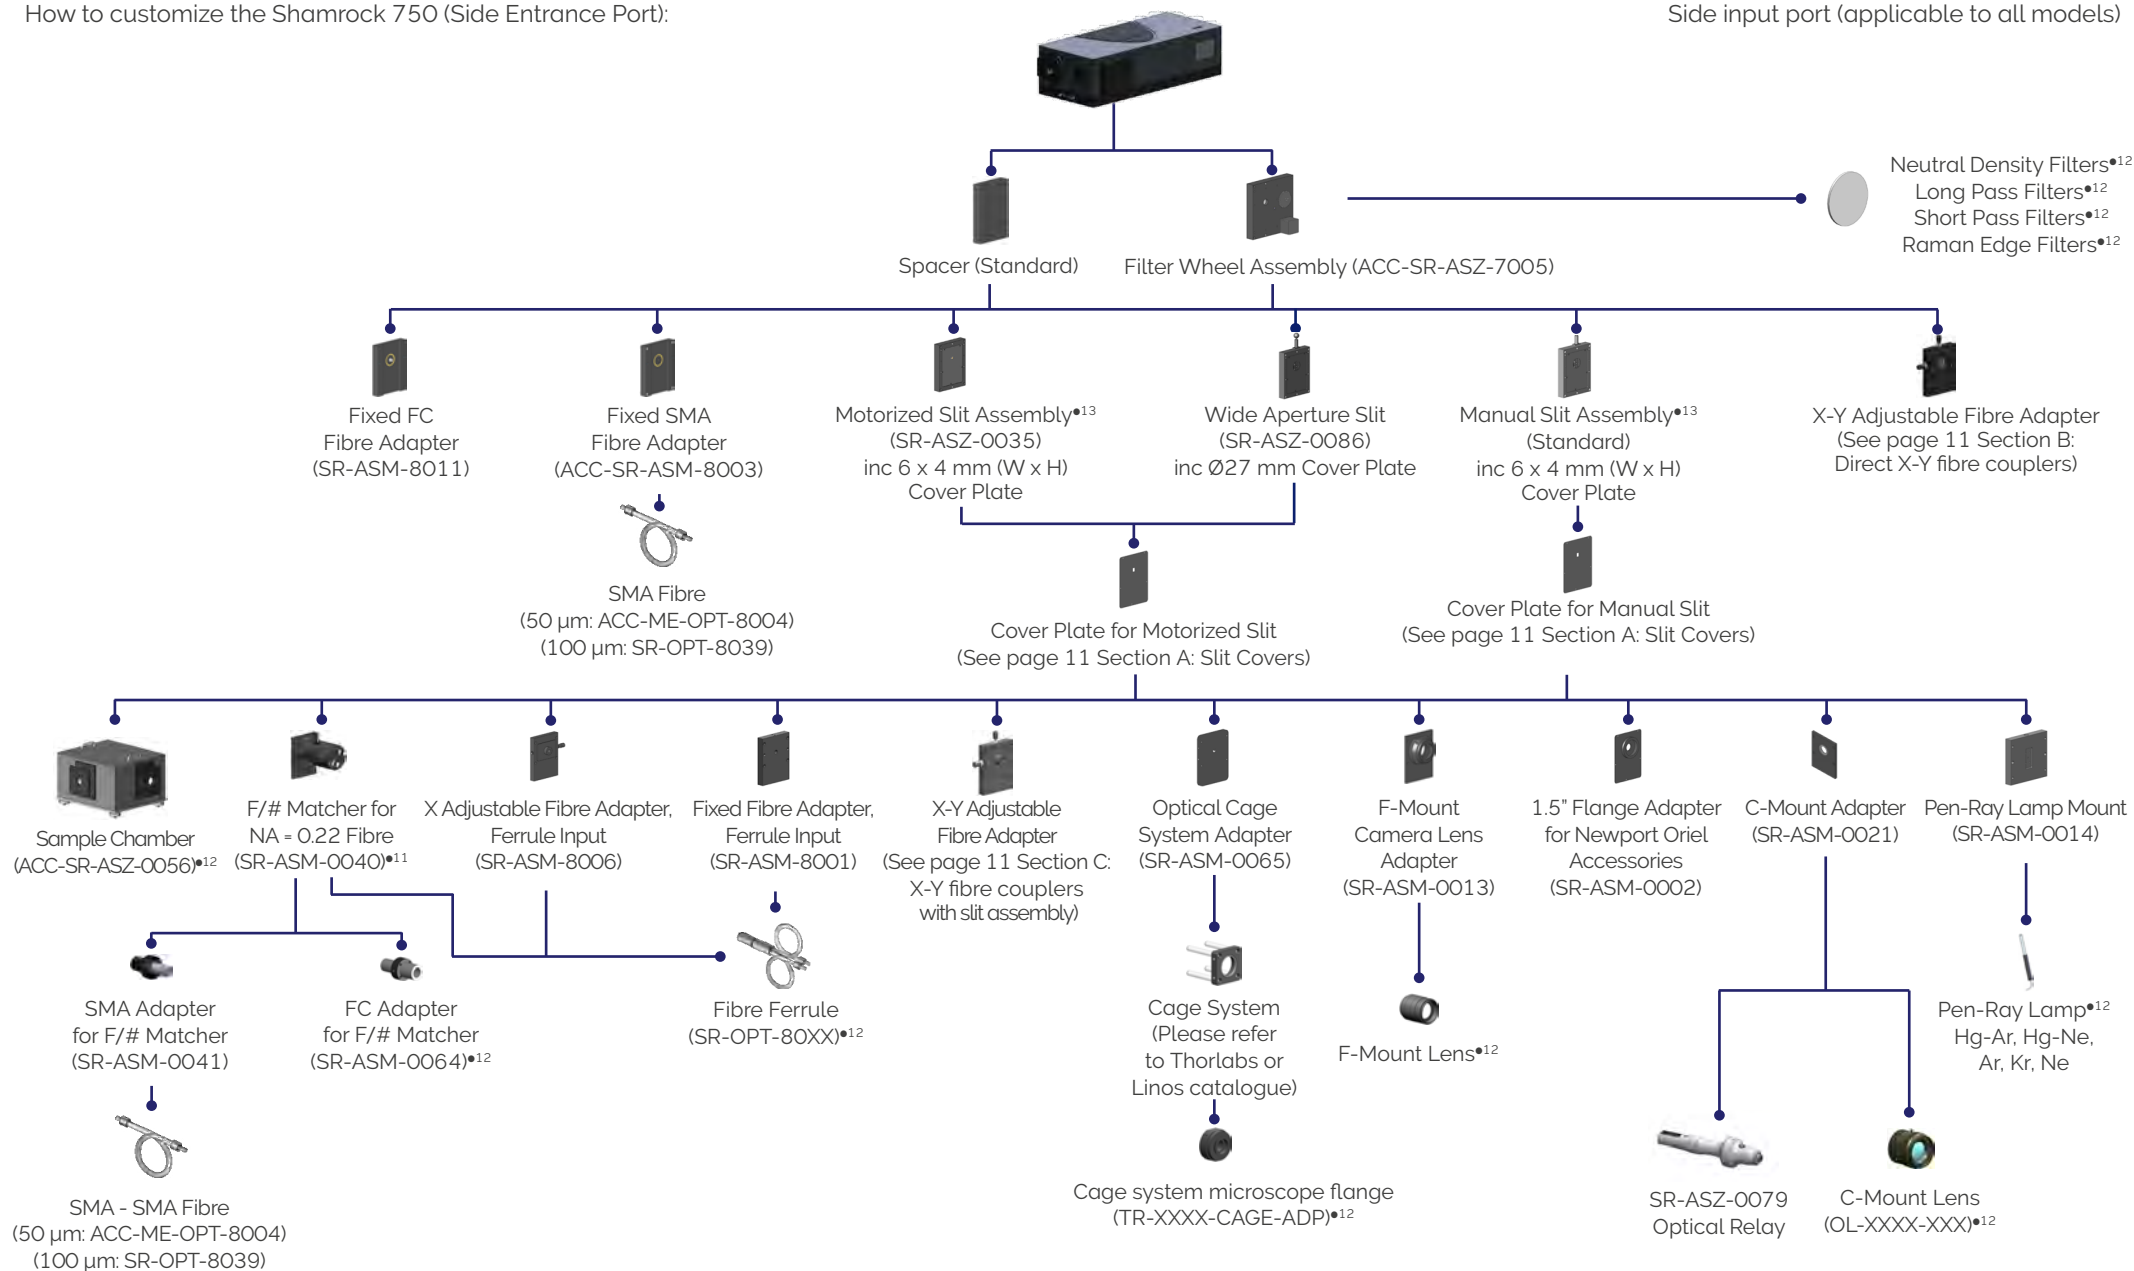 How to customize the Shamrock 750 (Side Entrance Port):
Side input port (applicable to all models)
Neutral Density Filters●12
Long Pass Filters●12
Short Pass Filters●12
Raman Edge Filters●12
Spacer (Standard)
Filter Wheel Assembly (ACC-SR-ASZ-7005)
Fixed FC
Fibre Adapter
(SR-ASM-8011)
Fixed SMA
Fibre Adapter
(ACC-SR-ASM-8003)
Motorized Slit Assembly●13
(SR-ASZ-0035)
inc 6 x 4 mm (W x H)
Cover Plate
Wide Aperture Slit
(SR-ASZ-0086)
inc Ø27 mm Cover Plate
Manual Slit Assembly●13
(Standard)
inc 6 x 4 mm (W x H)
Cover Plate
X-Y Adjustable Fibre Adapter
(See page 11 Section B:
Direct X-Y fibre couplers)
SMA Fibre
(50 µm: ACC-ME-OPT-8004)
(100 µm: SR-OPT-8039)
Cover Plate for Motorized Slit
(See page 11 Section A: Slit Covers)
Cover Plate for Manual Slit
(See page 11 Section A: Slit Covers)
Sample Chamber
(ACC-SR-ASZ-0056)●12
F/# Matcher for
NA = 0.22 Fibre
(SR-ASM-0040)●11
X Adjustable Fibre Adapter,
Ferrule Input
(SR-ASM-8006)
Fixed Fibre Adapter,
Ferrule Input
(SR-ASM-8001)
X-Y Adjustable
Fibre Adapter
(See page 11 Section C:
X-Y fibre couplers
with slit assembly)
Optical Cage
System Adapter
(SR-ASM-0065)
F-Mount
Camera Lens
Adapter
(SR-ASM-0013)
1.5” Flange Adapter
for Newport Oriel
Accessories
(SR-ASM-0002)
C-Mount Adapter
(SR-ASM-0021)
Pen-Ray Lamp Mount
(SR-ASM-0014)
SMA Adapter
for F/# Matcher
(SR-ASM-0041)
FC Adapter
for F/# Matcher
(SR-ASM-0064)●12
Fibre Ferrule
(SR-OPT-80XX)●12
Cage System
(Please refer
to Thorlabs or
Linos catalogue)
F-Mount Lens●12
Pen-Ray Lamp●12
Hg-Ar, Hg-Ne,
Ar, Kr, Ne
SMA - SMA Fibre
(50 µm: ACC-ME-OPT-8004)
(100 µm: SR-OPT-8039)
Cage system microscope flange
(TR-XXXX-CAGE-ADP)●12
SR-ASZ-0079
Optical Relay
C-Mount Lens
(OL-XXXX-XXX)●12